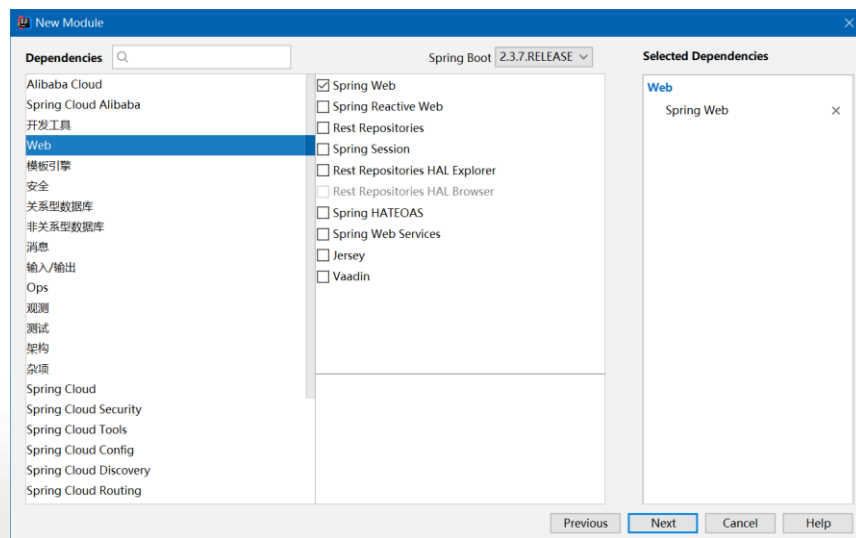 New Module
Dependencies
Spring Boot 2.3.7.RELEASE
Selected Dependencies
Alibaba Cloud
Spring Cloud Alibaba
开发工具
Web
模板引擎
安全
关系型数据库
非关系型数据库
消息
输入/输出
Ops
观测
测试
架构
杂项
Spring Cloud
Spring Cloud Security
Spring Cloud Tools
Spring Cloud Config
Spring Cloud Discovery
Spring Cloud Routing
Spring Web
Spring Reactive Web
Rest Repositories
Spring Session
Rest Repositories HAL Explorer
Rest Repositories HAL Browser
Spring HATEOAS
Spring Web Services
Jersey
Vaadin
Web
Spring Web
Previous
Next
Cancel
Help